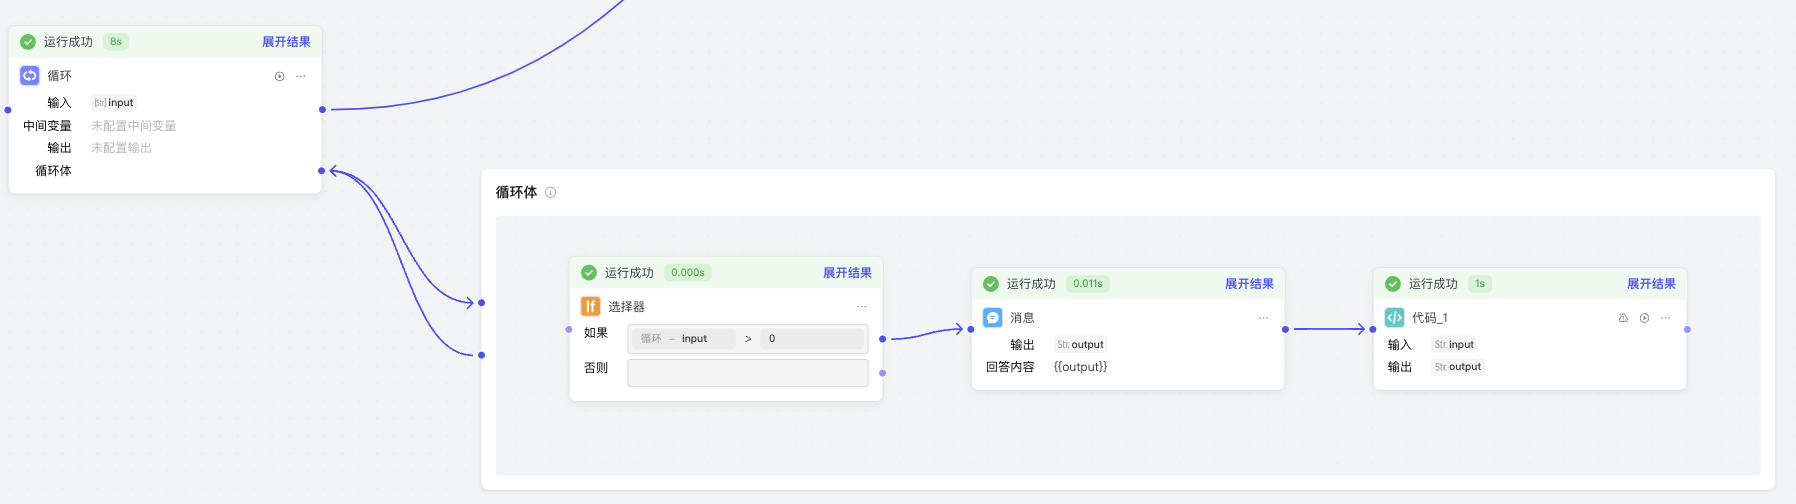 运行成功 8s 展开结果
循环
输入 [Str.] input
中间变量 未配置中间变量
输出 未配置输出
循环体
循环体
运行成功 0.000s 展开结果
If 选择器
如果 循环 - input > 0
否则
运行成功 0.011s 展开结果
消息
输出 Str. output
回答内容 {{output}}
运行成功 1s 展开结果
代码_1
输入 Str. input
输出 Str. output